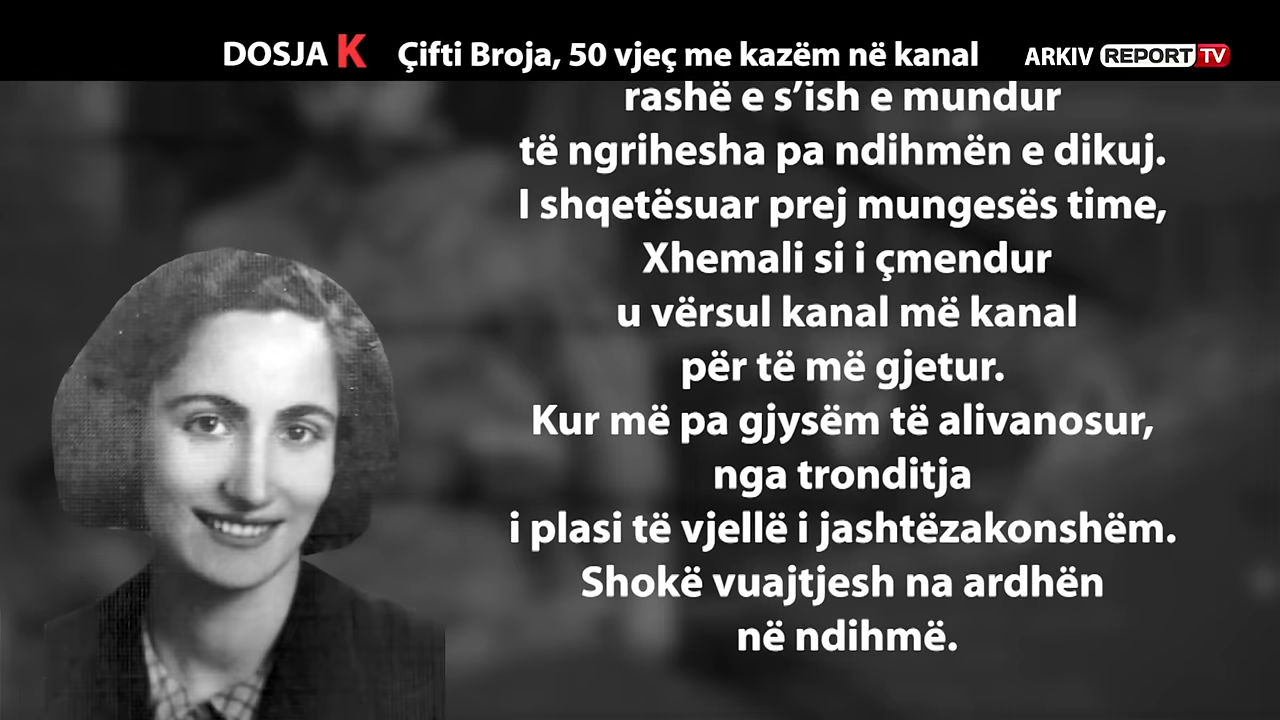 DOSJA K Çifti Broja, 50 vjeç me kazëm në kanal ARKIV REPORT TV
rashë e s’ish e mundur
të ngrihesha pa ndihmën e dikuj.
I shqetësuar prej mungesës time,
Xhemali si i çmendur
u vërsul kanal më kanal
për të më gjetur.
Kur më pa gjysëm të alivanosur,
nga tronditja
i plasi të vjellë i jashtëzakonshëm.
Shokë vuajtjesh na ardhën
në ndihmë.